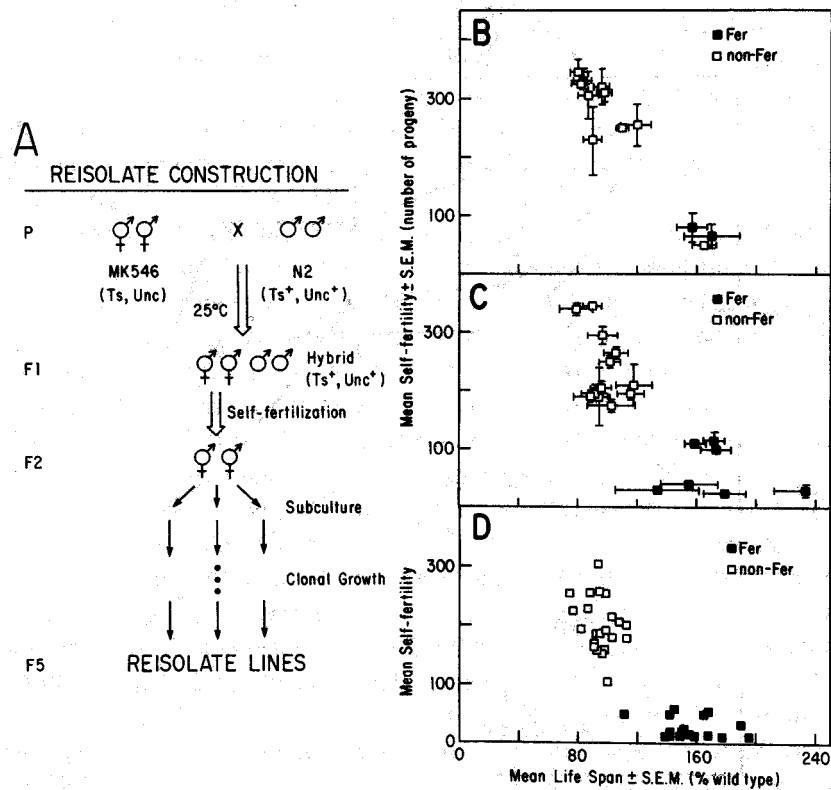 A
REISOLATE CONSTRUCTION
P
X
MK546
(Ts, Unc)
N2
(Ts+, Unc+)
25°C
F1
Hybrid
(Ts+, Unc+)
Self-fertilization
F2
Subculture
Clonal Growth
F5
REISOLATE LINES
B
Fer
non-Fer
300
100
Mean Self-fertility ± S.E.M. (number of progeny)
C
Fer
non-Fer
300
100
D
Fer
non-Fer
300
100
0
Mean Self-fertility
0
80
160
240
Mean Life Span ± S.E.M. (% wild type)